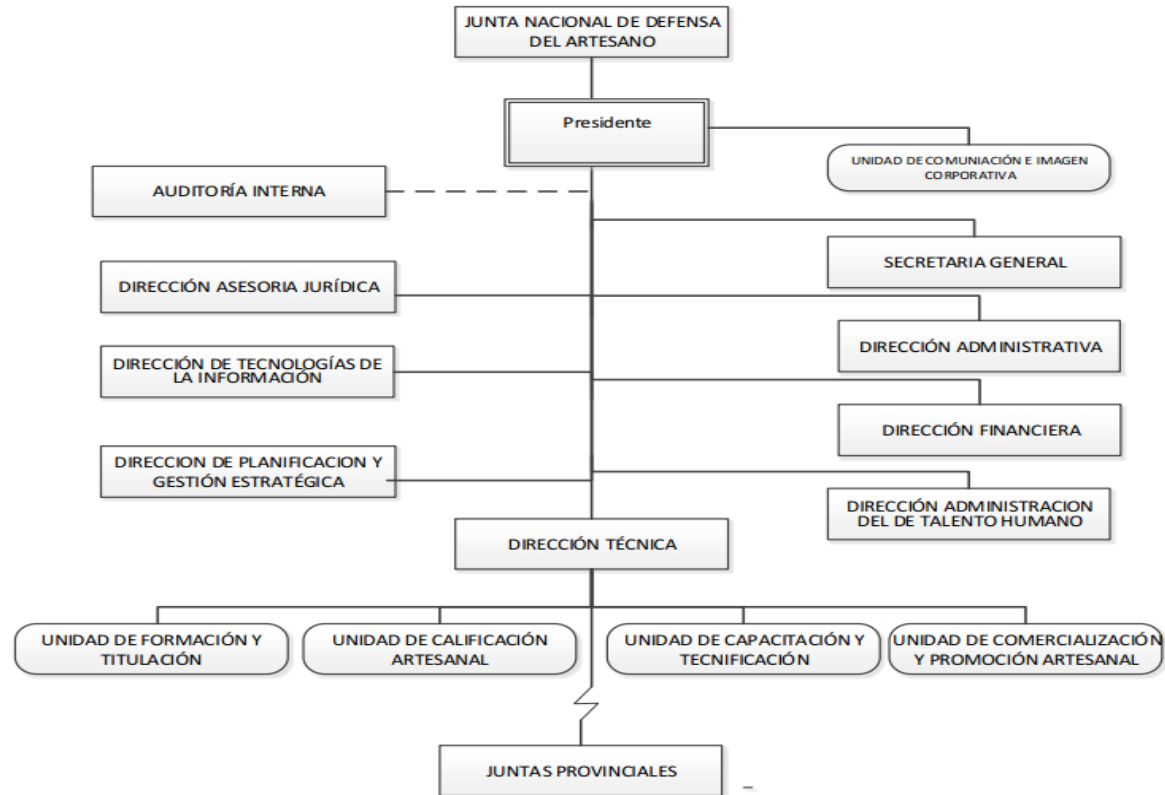 JUNTA NACIONAL DE DEFENSA
DEL ARTESANO
Presidente
UNIDAD DE COMUNIACIÓN E IMAGEN
CORPORATIVA
AUDITORÍA INTERNA
SECRETARIA GENERAL
DIRECCIÓN ASESORIA JURÍDICA
DIRECCIÓN ADMINISTRATIVA
DIRECCIÓN DE TECNOLOGÍAS DE
LA INFORMACIÓN
DIRECCIÓN FINANCIERA
DIRECCION DE PLANIFICACION Y
GESTIÓN ESTRATÉGICA
DIRECCIÓN ADMINISTRACION
DEL DE TALENTO HUMANO
DIRECCIÓN TÉCNICA
UNIDAD DE FORMACIÓN Y
TITULACIÓN
UNIDAD DE CALIFICACIÓN
ARTESANAL
UNIDAD DE CAPACITACIÓN Y
TECNIFICACIÓN
UNIDAD DE COMERCIALIZACIÓN
Y PROMOCIÓN ARTESANAL
JUNTAS PROVINCIALES